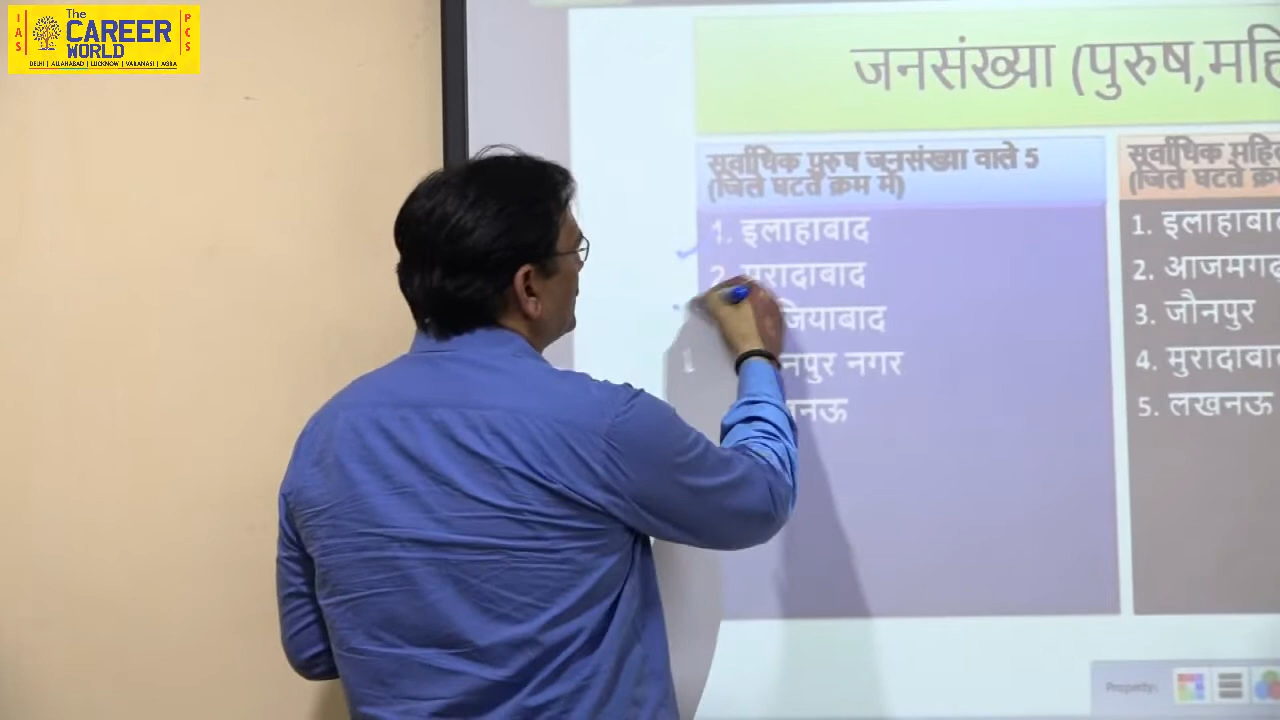 IAS
The
CAREER
WORLD
PCS
DELHI | ALLAHABAD | LUCKNOW | VARANASI | AGRA
जनसंख्या (पुरुष,महि
सर्वाधिक पुरुष जनसंख्या वाले 5
(जिले घटते क्रम में)
1. इलाहाबाद
2. मुरादाबाद
जियाबाद
नपुर नगर
नऊ
सर्वाधिक महि
(जिले घटते क्रम
1. इलाहाबा
2. आजमगढ़
3. जौनपुर
4. मुरादाबा
5. लखनऊ
Property: